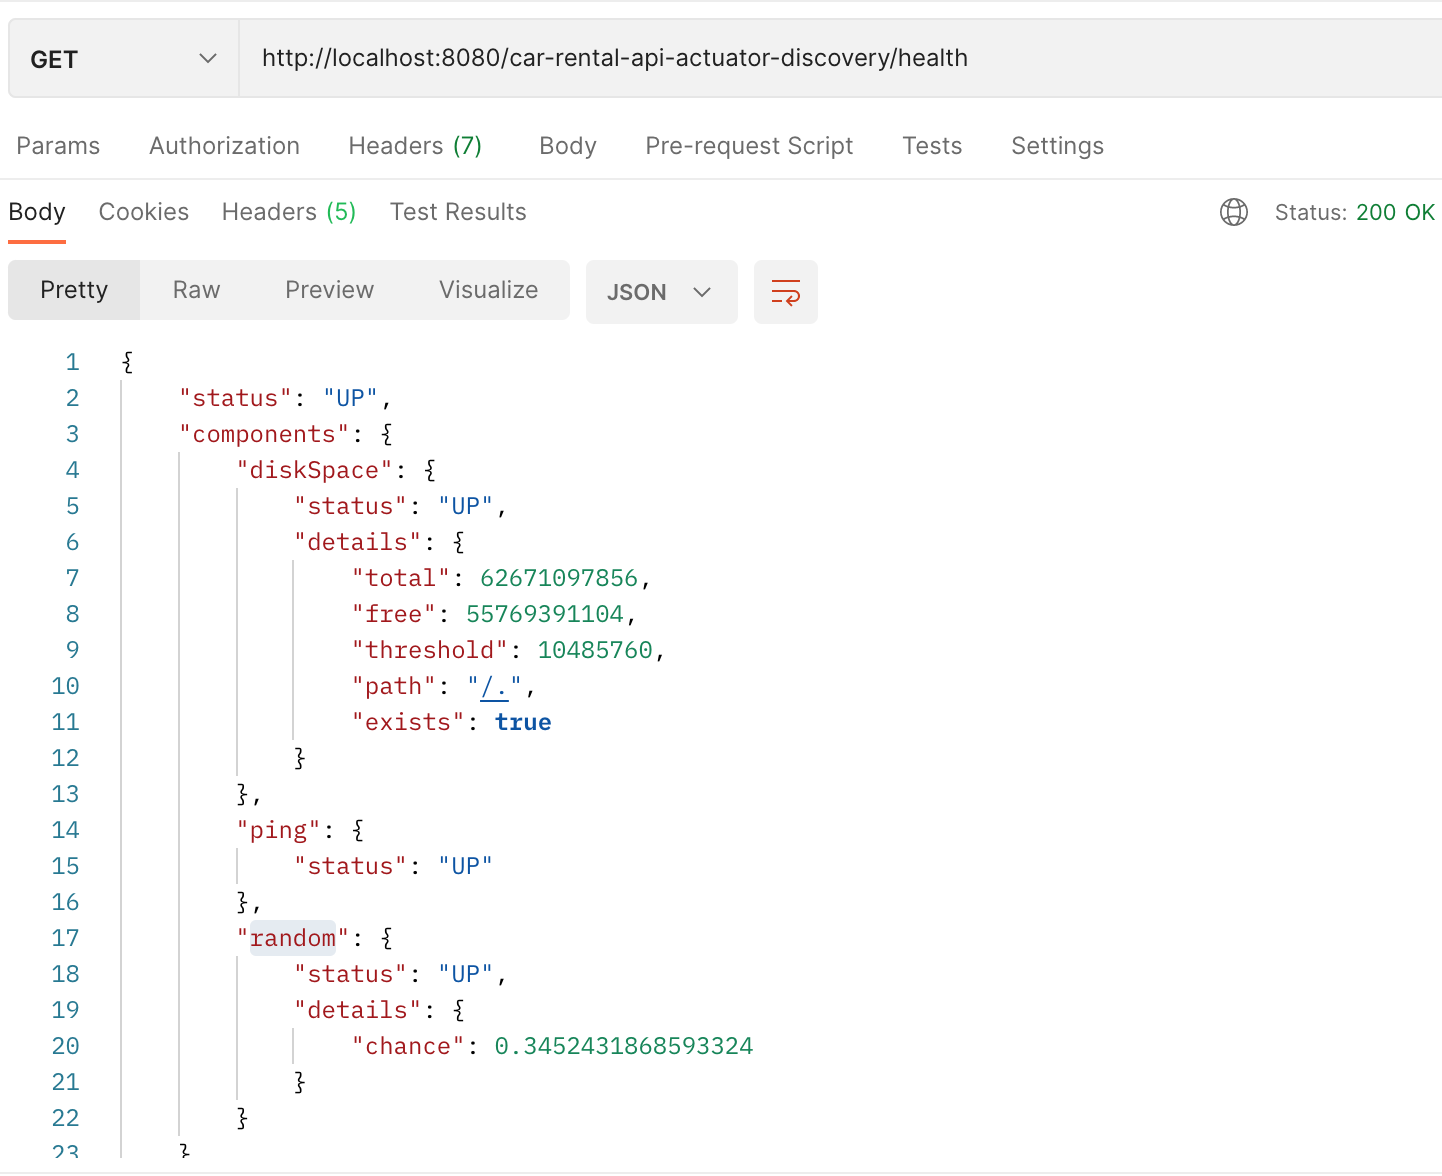 GET http://localhost:8080/car-rental-api-actuator-discovery/health
Params Authorization Headers (7) Body Pre-request Script Tests Settings
Body Cookies Headers (5) Test Results Status: 200 OK
Pretty Raw Preview Visualize JSON
1 {
2 "status": "UP",
3 "components": {
4 "diskSpace": {
5 "status": "UP",
6 "details": {
7 "total": 62671097856,
8 "free": 55769391104,
9 "threshold": 10485760,
10 "path": "/.",
11 "exists": true
12 }
13 },
14 "ping": {
15 "status": "UP"
16 },
17 "random": {
18 "status": "UP",
19 "details": {
20 "chance": 0.3452431868593324
21 }
22 }
23 }